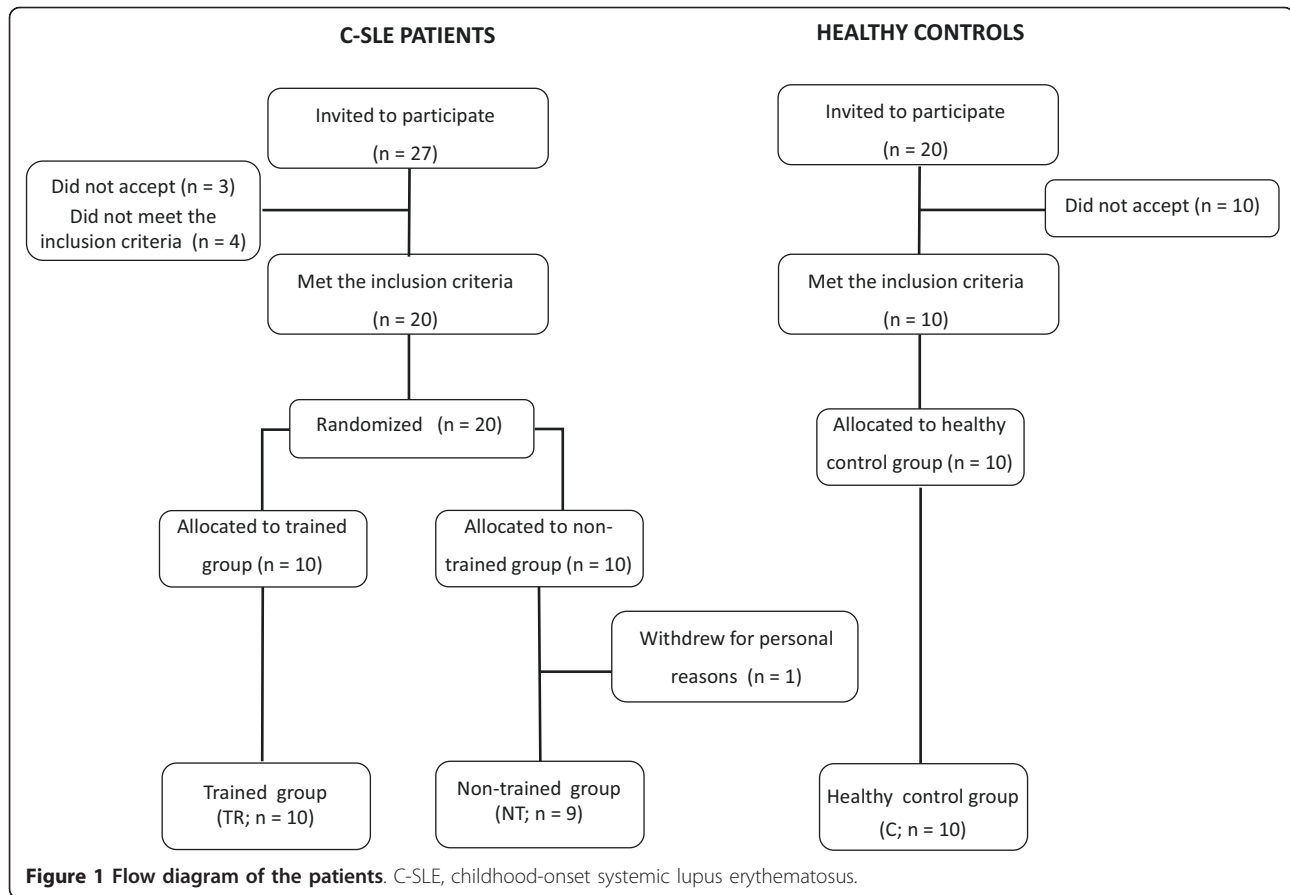 C-SLE PATIENTS
Invited to participate
(n = 27)
Did not accept (n = 3)
Did not meet the
inclusion criteria (n = 4)
Met the inclusion criteria
(n = 20)
Randomized (n = 20)
Allocated to trained
group (n = 10)
Allocated to non-
trained group (n = 10)
Withdrew for personal
reasons (n = 1)
Trained group
(TR; n = 10)
Non-trained group
(NT; n = 9)
HEALTHY CONTROLS
Invited to participate
(n = 20)
Did not accept (n = 10)
Met the inclusion criteria
(n = 10)
Allocated to healthy
control group (n = 10)
Healthy control group
(C; n = 10)
Figure 1 Flow diagram of the patients. C-SLE, childhood-onset systemic lupus erythematosus.